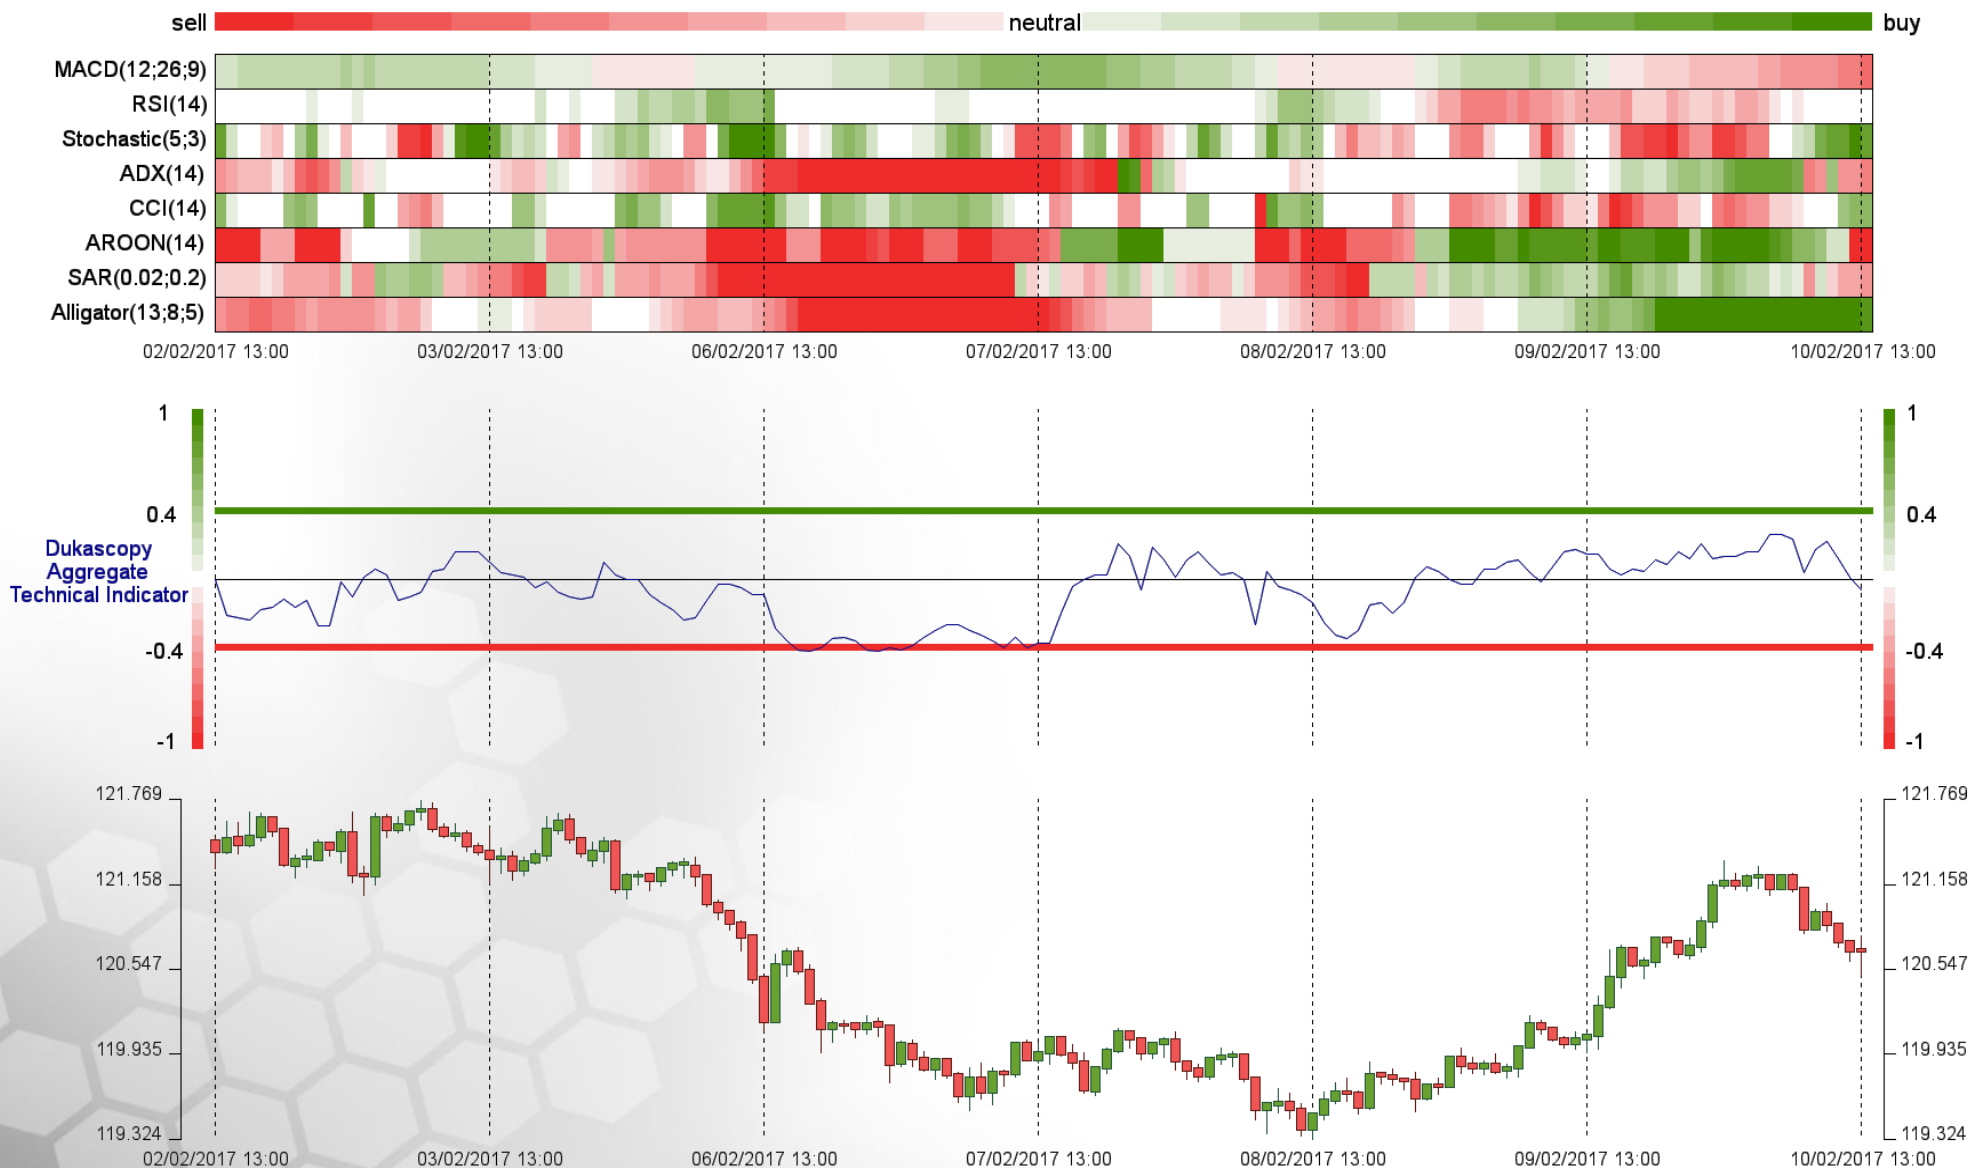 sell neutral buy
MACD(12;26;9)
RSI(14)
Stochastic(5;3)
ADX(14)
CCI(14)
AROON(14)
SAR(0.02;0.2)
Alligator(13;8;5)
02/02/2017 13:00 03/02/2017 13:00 06/02/2017 13:00 07/02/2017 13:00 08/02/2017 13:00 09/02/2017 13:00 10/02/2017 13:00
1 1
0.4 0.4
Dukascopy
Aggregate
Technical Indicator
-0.4 -0.4
-1 -1
121.769 121.769
121.158 121.158
120.547 120.547
119.935 119.935
119.324 119.324
02/02/2017 13:00 03/02/2017 13:00 06/02/2017 13:00 07/02/2017 13:00 08/02/2017 13:00 09/02/2017 13:00 10/02/2017 13:00